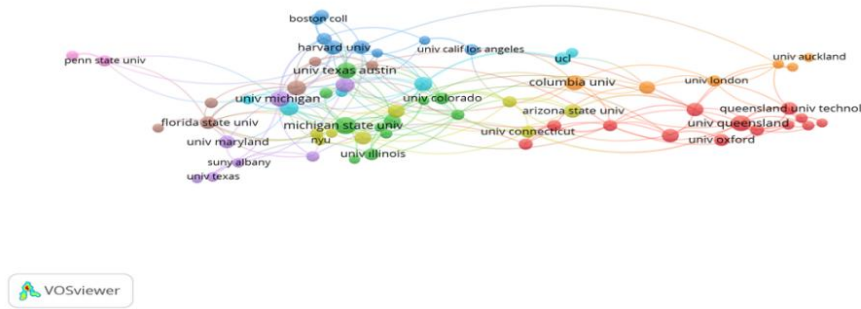 boston coll
harvard univ
univ calif los angeles
ucl
univ auckland
penn state univ
univ texas austin
columbia univ
univ london
univ michigan
univ colorado
arizona state univ
queensland univ technol
florida state univ
michigan state univ
univ connecticut
univ queensland
univ maryland
nyu
univ oxford
suny albany
univ illinois
univ texas
VOSviewer